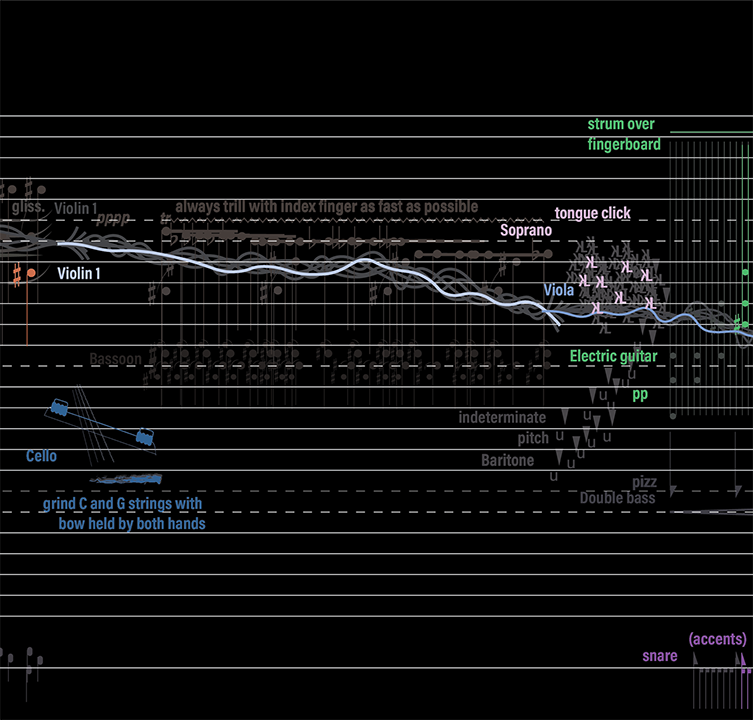 strum over
fingerboard
gliss.
Violin 1
pppp
tr
always trill with index finger as fast as possible
tongue click
Soprano
Violin 1
Viola
Bassoon
Electric guitar
pp
indeterminate
pitch
Baritone
Cello
grind C and G strings with
bow held by both hands
pizz
Double bass
(accents)
snare